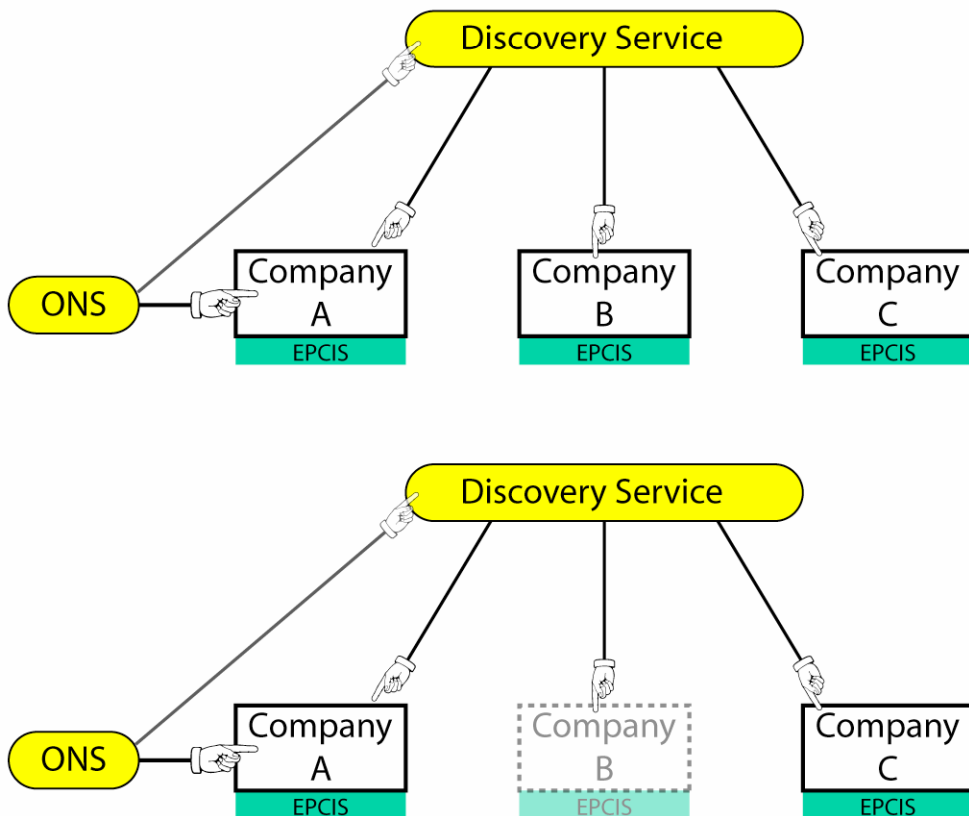 Discovery Service
ONS
Company
A
EPCIS
Company
B
EPCIS
Company
C
EPCIS
Discovery Service
ONS
Company
A
EPCIS
Company
B
EPCIS
Company
C
EPCIS